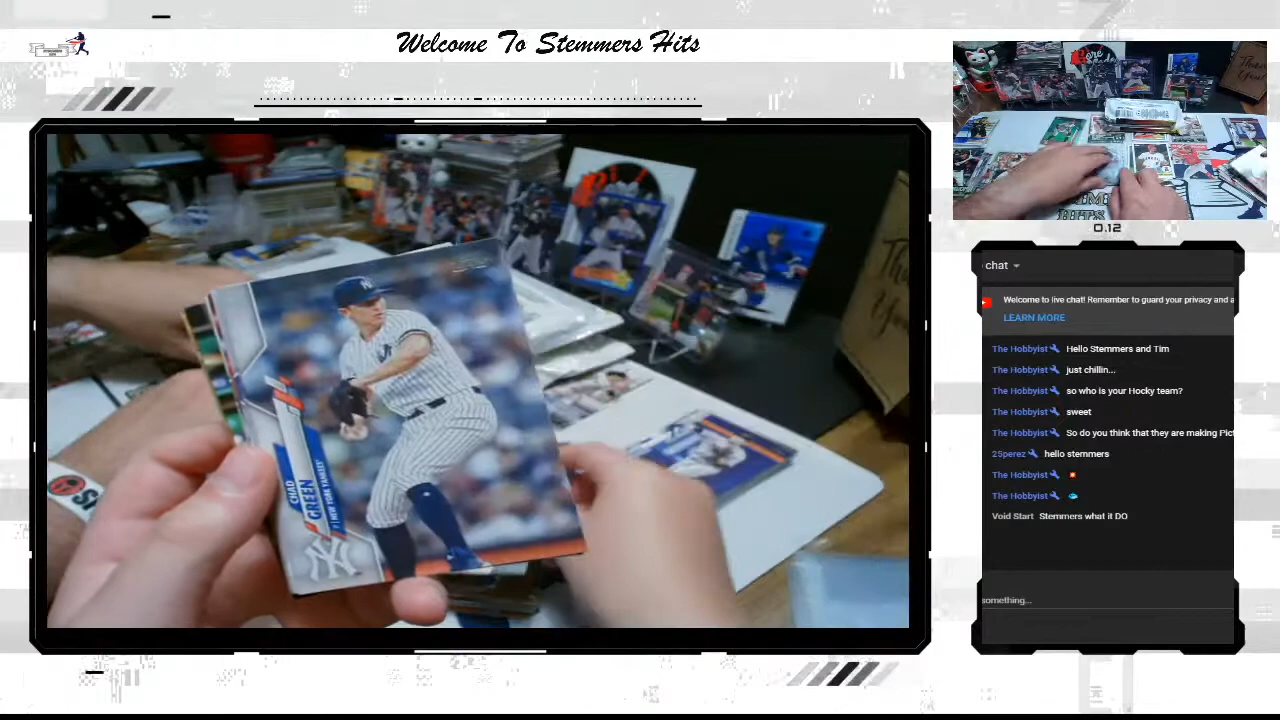 Welcome To Stemmers Hits
CHAD
GREEN
P | NEW YORK YANKEES
0.12
chat
Welcome to live chat! Remember to guard your privacy and a
LEARN MORE
The Hobbyist Hello Stemmers and Tim
The Hobbyist just chillin...
The Hobbyist so who is your Hocky team?
The Hobbyist sweet
The Hobbyist So do you think that they are making Pict
25perez hello stemmers
The Hobbyist
The Hobbyist
Void Start Stemmers what it DO
something...